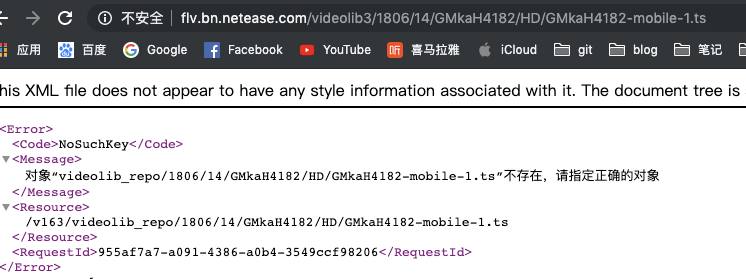 不安全 | flv.bn.netease.com/videolib3/1806/14/GMkaH4182/HD/GMkaH4182-mobile-1.ts
应用 百度 Google Facebook YouTube 听 喜马拉雅 iCloud git blog 笔记
his XML file does not appear to have any style information associated with it. The document tree is
<Error>
<Code>NoSuchKey</Code>
<Message>
对象“videolib_repo/1806/14/GMkaH4182/HD/GMkaH4182-mobile-1.ts”不存在，请指定正确的对象
</Message>
<Resource>
/v163/videolib_repo/1806/14/GMkaH4182/HD/GMkaH4182-mobile-1.ts
</Resource>
<RequestId>955af7a7-a091-4386-a0b4-3549ccf98206</RequestId>
</Error>